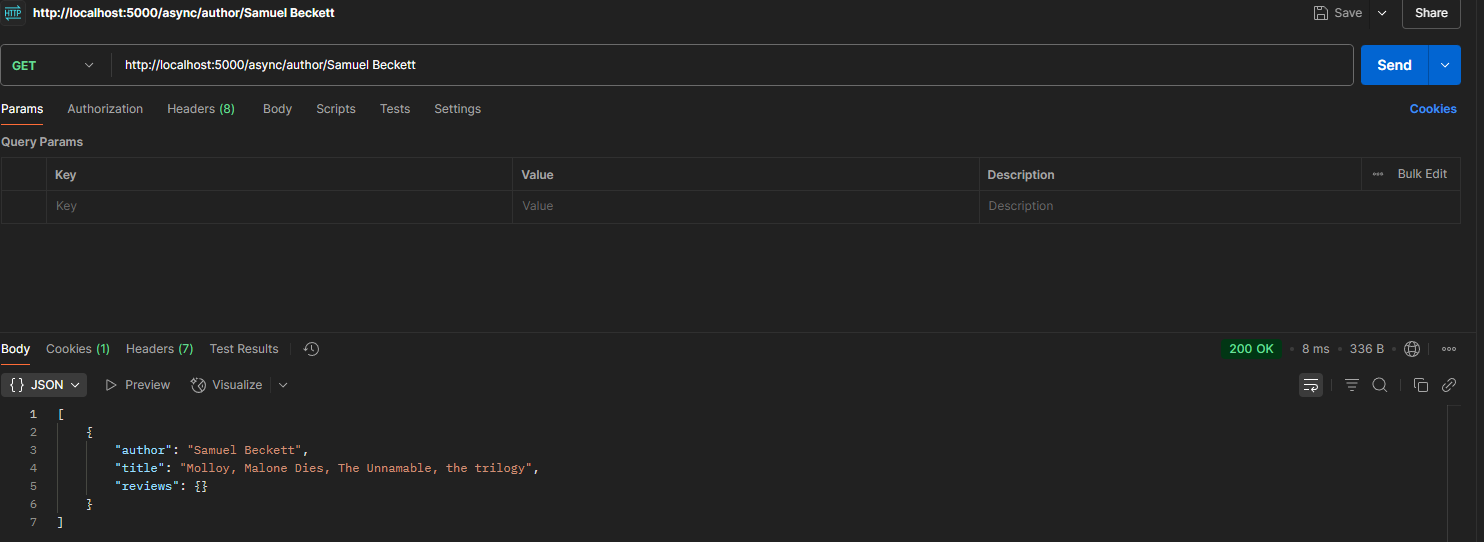 HTTP http://localhost:5000/async/author/Samuel Beckett Save Share
GET http://localhost:5000/async/author/Samuel Beckett Send
Params Authorization Headers (8) Body Scripts Tests Settings Cookies
Query Params
Key Value Description Bulk Edit
Key Value Description
Body Cookies (1) Headers (7) Test Results 200 OK 8 ms 336 B
{} JSON Preview Visualize
1 [
2 {
3 "author": "Samuel Beckett",
4 "title": "Molloy, Malone Dies, The Unnamable, the trilogy",
5 "reviews": {}
6 }
7 ]